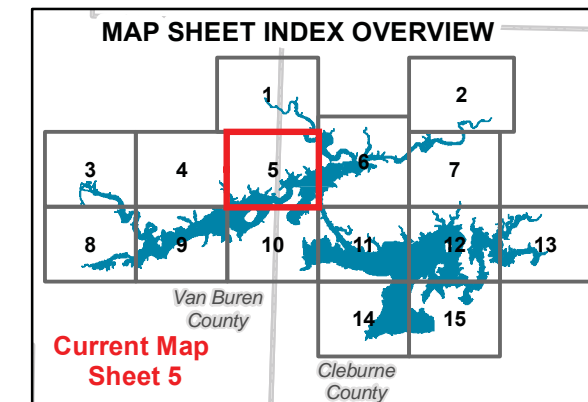 MAP SHEET INDEX OVERVIEW
1
2
3
4
5
6
7
8
9
10
11
12
13
Van Buren
County
14
15
Current Map
Sheet 5
Cleburne
County